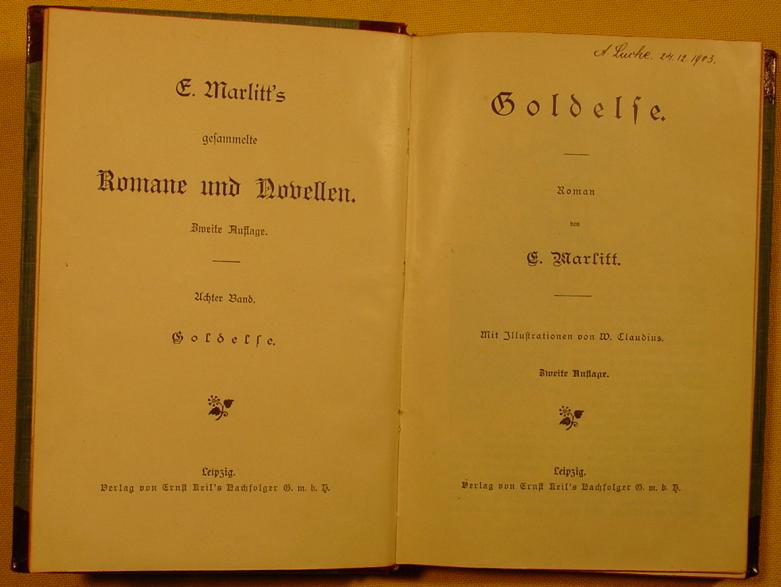 E. Marlitt's
gesammelte
Romane und Novellen.
Zweite Auflage.
Achter Band.
Goldelse.
Leipzig.
Verlag von Ernst Keil's Nachfolger G. m. b. H.
A Lucke. 24.12.1903.
Goldelse.
Roman
von
E. Marlitt.
Mit Illustrationen von W. Claudius.
Zweite Auflage.
Leipzig.
Verlag von Ernst Keil's Nachfolger G. m. b. H.